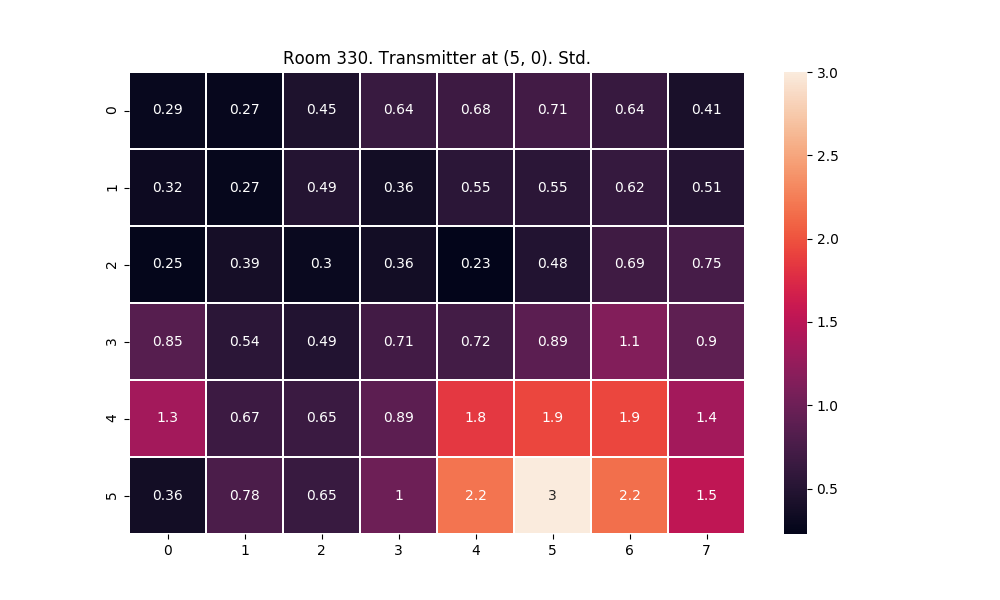 Room 330. Transmitter at (5, 0). Std.
0 0.29 0.27 0.45 0.64 0.68 0.71 0.64 0.41
1 0.32 0.27 0.49 0.36 0.55 0.55 0.62 0.51
2 0.25 0.39 0.3 0.36 0.23 0.48 0.69 0.75
3 0.85 0.54 0.49 0.71 0.72 0.89 1.1 0.9
4 1.3 0.67 0.65 0.89 1.8 1.9 1.9 1.4
5 0.36 0.78 0.65 1 2.2 3 2.2 1.5
0 1 2 3 4 5 6 7
3.0
2.5
2.0
1.5
1.0
0.5